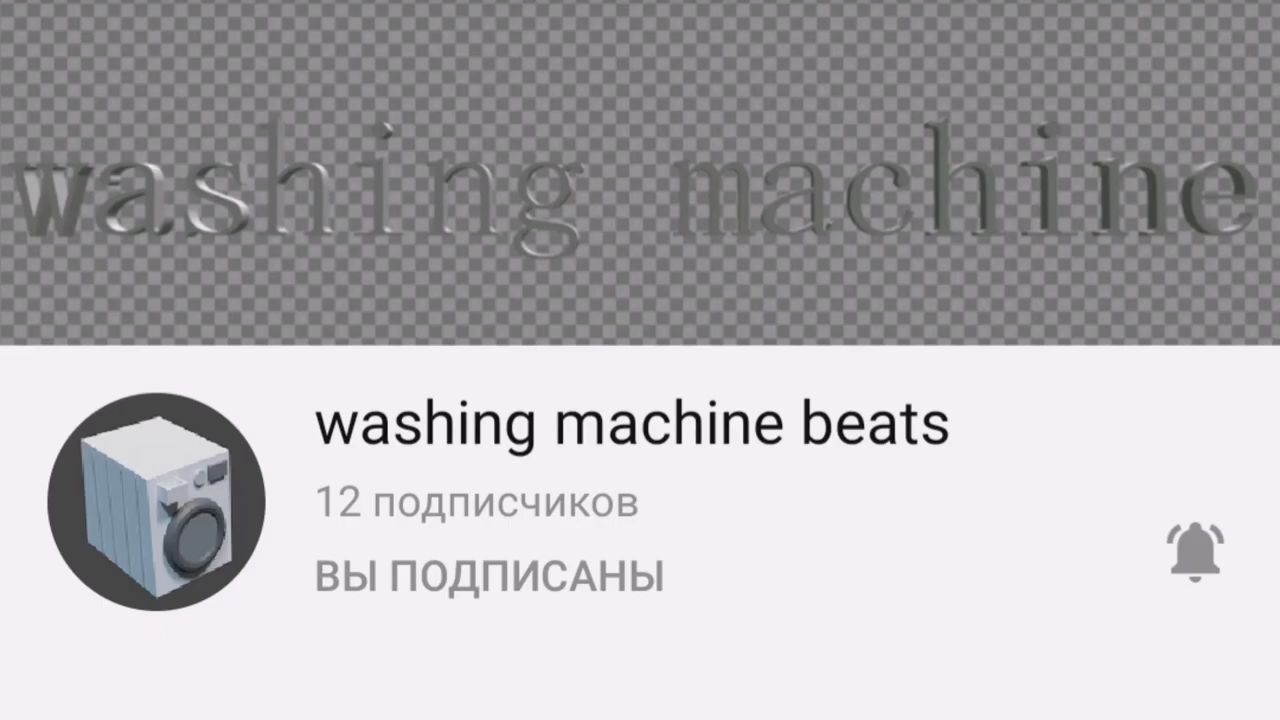 washing machine
washing machine beats
12 подписчиков
ВЫ ПОДПИСАНЫ